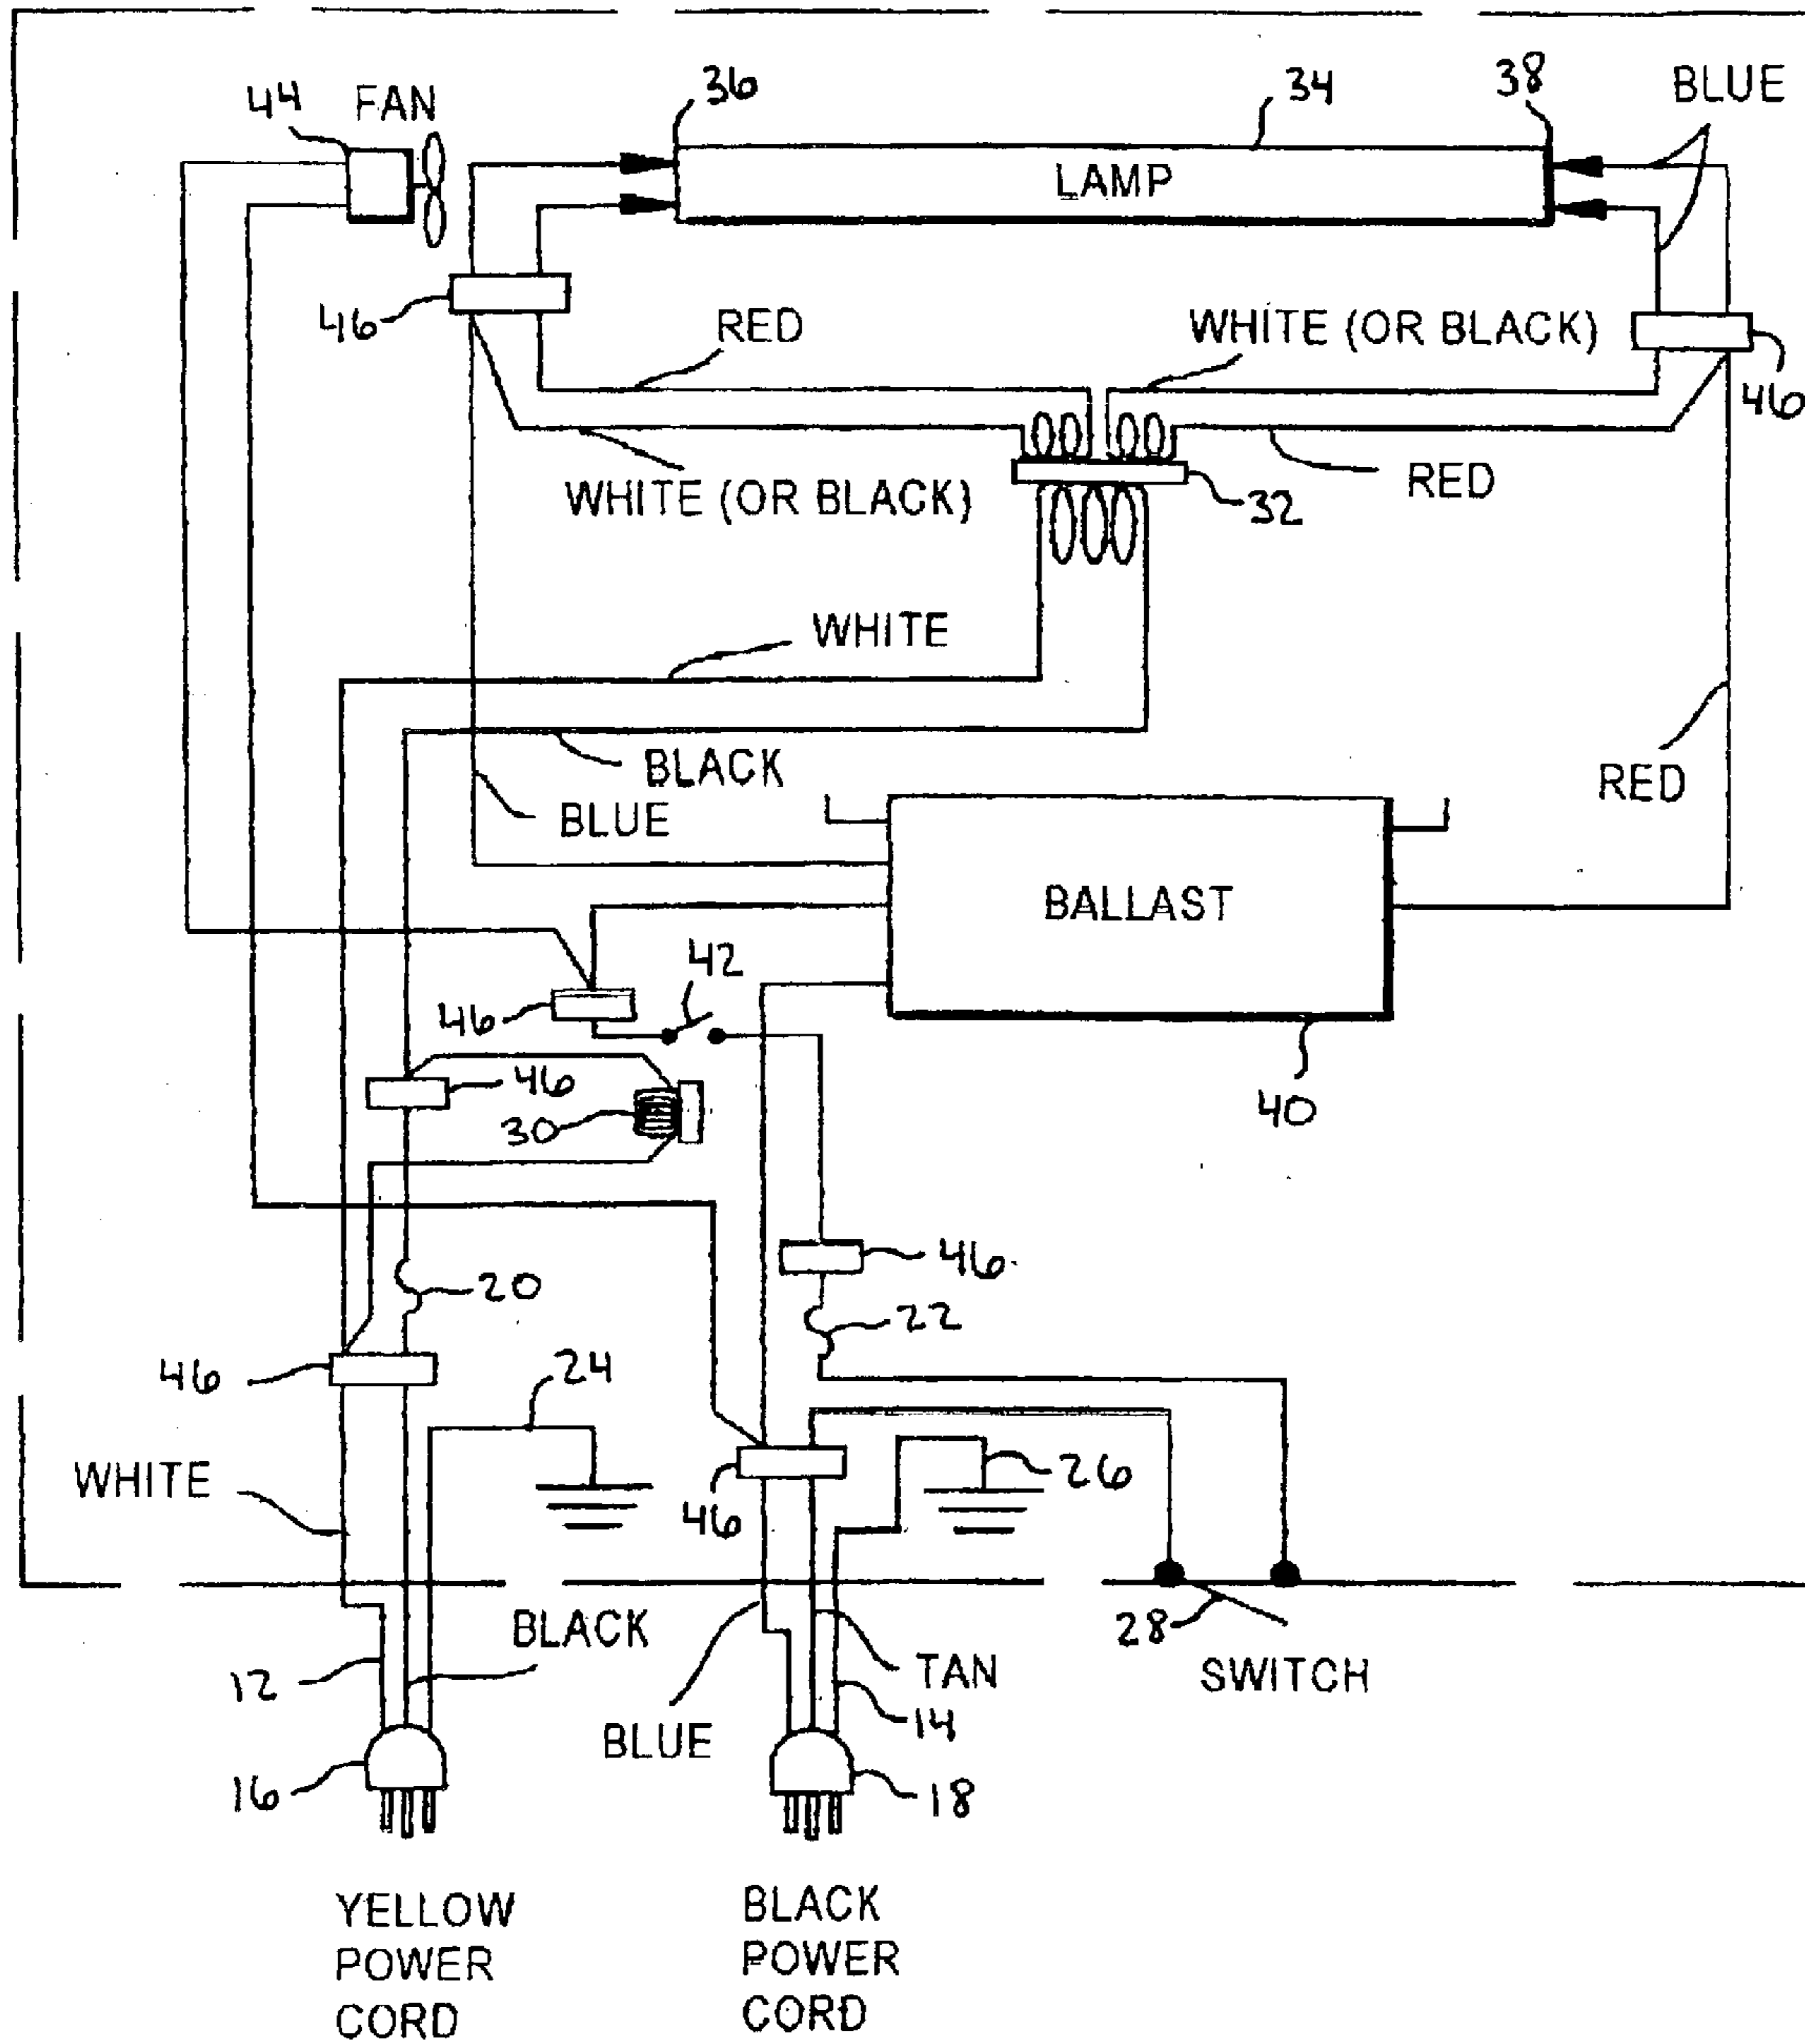 44
FAN
36
34
38
BLUE
LAMP
46
RED
WHITE (OR BLACK)
46
WHITE (OR BLACK)
32
RED
WHITE
BLACK
BLUE
RED
BALLAST
42
46
46
30
40
46
20
22
46
24
WHITE
46
26
BLACK
28
12
TAN
SWITCH
BLUE
14
16
18
YELLOW
POWER
CORD
BLACK
POWER
CORD